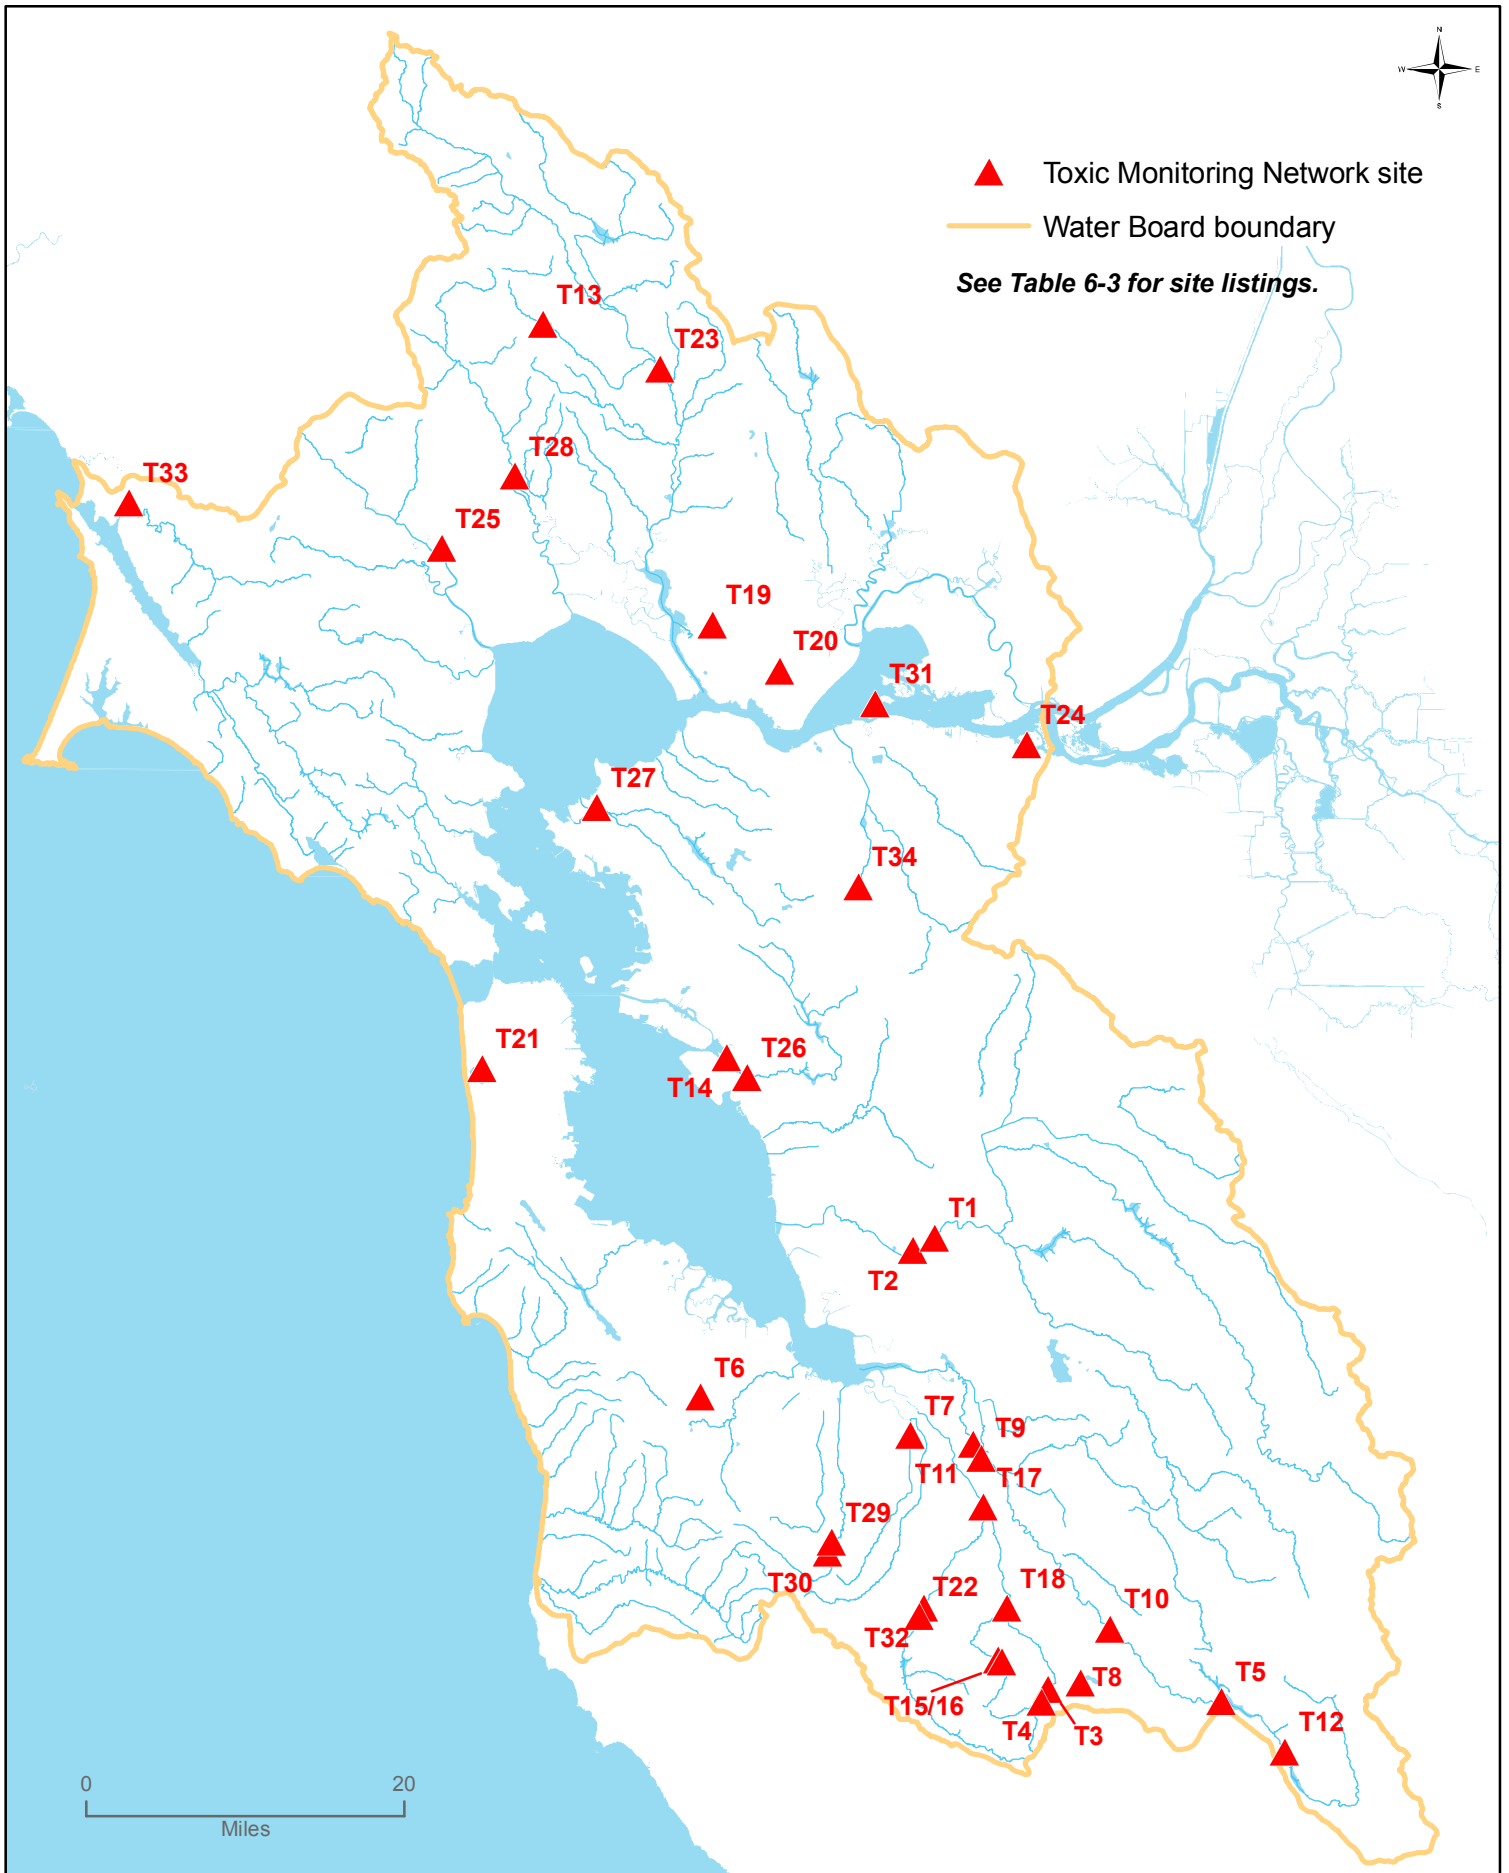 N
W E
S
Toxic Monitoring Network site
Water Board boundary
See Table 6-3 for site listings.
T13
T23
T28
T33
T25
T19
T20
T31
T24
T27
T34
T21
T26
T14
T1
T2
T6
T7
T9
T11
T17
T29
T30
T22
T18
T10
T32
T8
T5
T15/16
T4
T3
T12
0 20
Miles